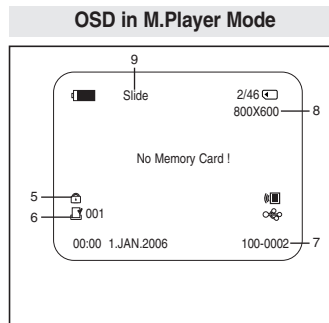 OSD in M.Player Mode
9
Slide 2/46
800X600 8
No Memory Card !
5
6 001
00:00 1.JAN.2006 100-0002 7